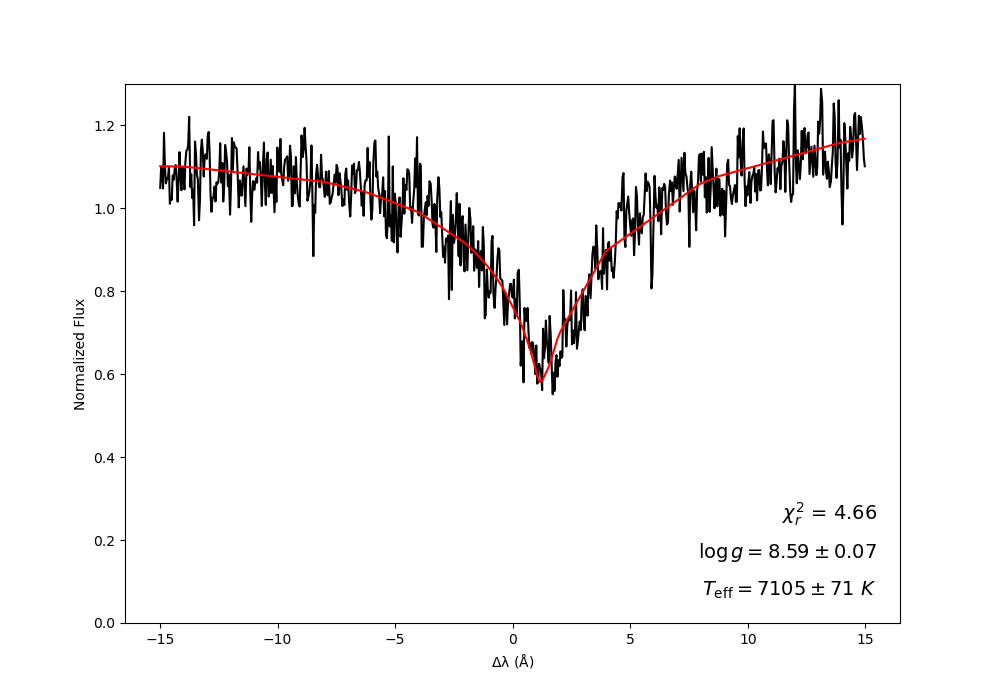 1.2
1.0
0.8
0.6
0.4
0.2
0.0
Normalized Flux
χ²ᵣ = 4.66
log g = 8.59 ± 0.07
T_eff = 7105 ± 71 K
−15 −10 −5 0 5 10 15
Δλ (Å)